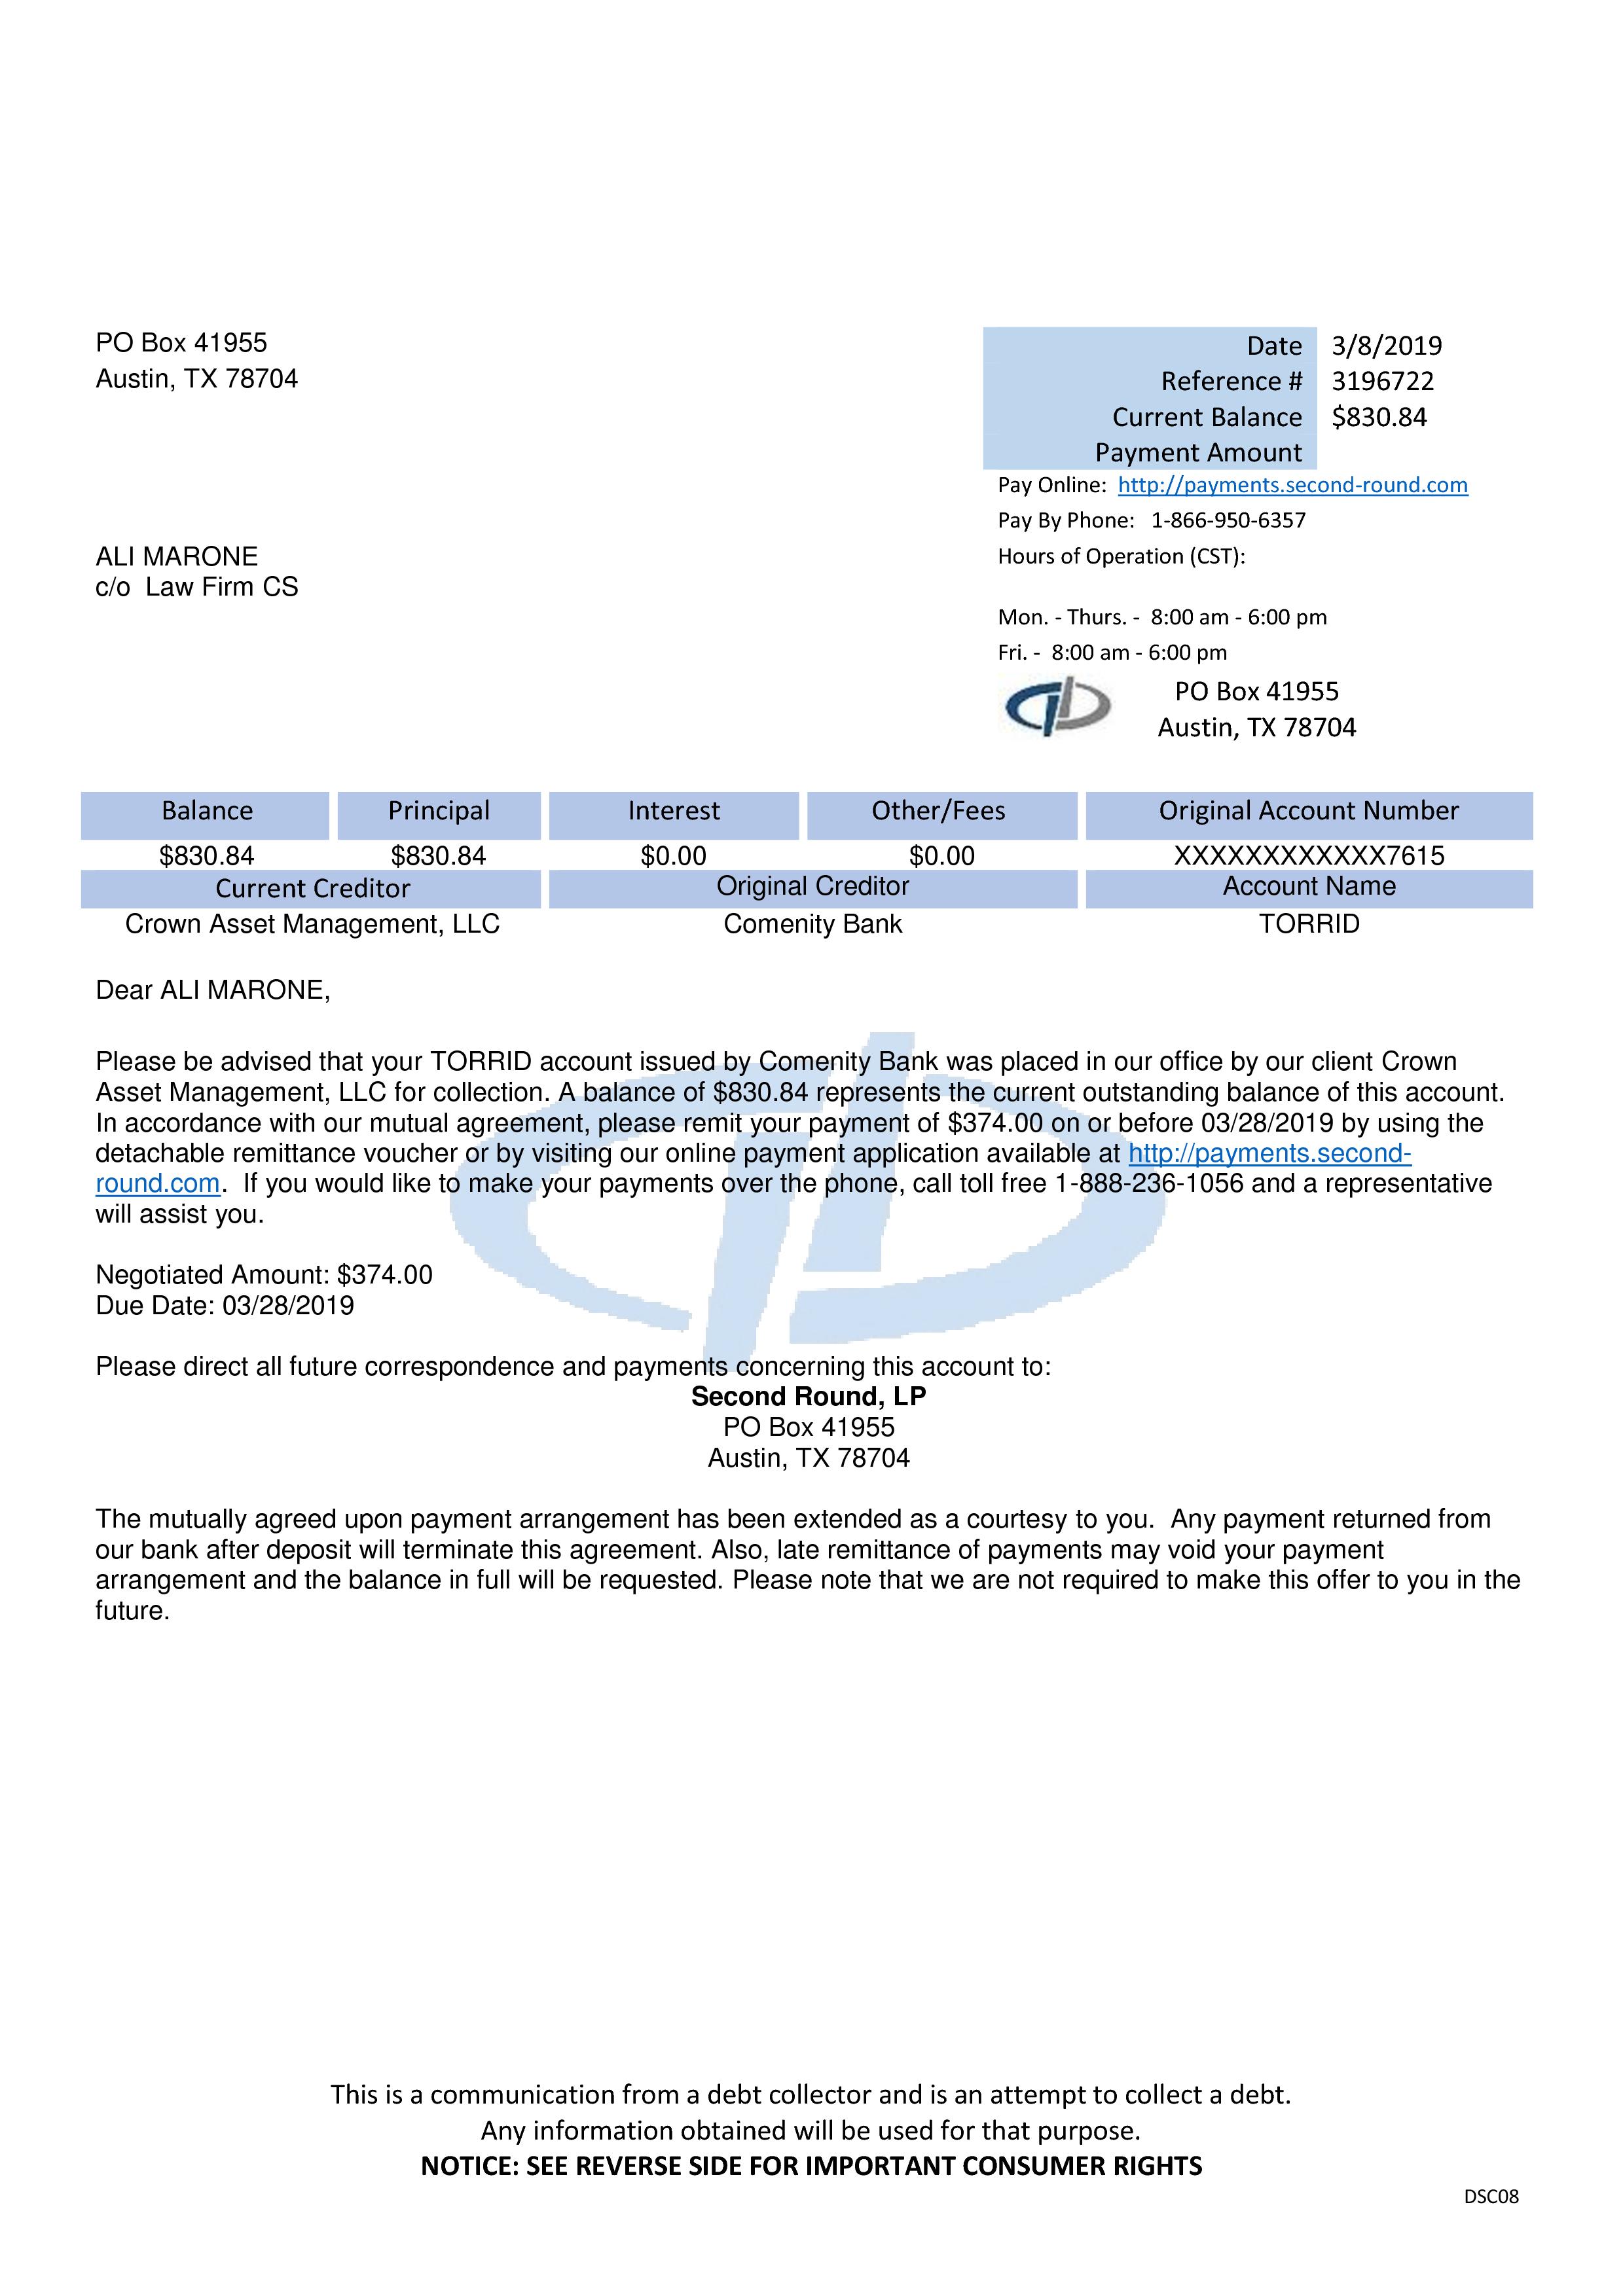 PO Box 41955
Austin, TX 78704
Date 3/8/2019
Reference # 3196722
Current Balance $830.84
Payment Amount
Pay Online: http://payments.second-round.com
Pay By Phone: 1-866-950-6357
Hours of Operation (CST):
Mon. - Thurs. - 8:00 am - 6:00 pm
Fri. - 8:00 am - 6:00 pm
PO Box 41955
Austin, TX 78704
ALI MARONE
c/o Law Firm CS
Balance Principal Interest Other/Fees Original Account Number
$830.84 $830.84 $0.00 $0.00 XXXXXXXXXXXX7615
Current Creditor Original Creditor Account Name
Crown Asset Management, LLC Comenity Bank TORRID
Dear ALI MARONE,
Please be advised that your TORRID account issued by Comenity Bank was placed in our office by our client Crown
Asset Management, LLC for collection. A balance of $830.84 represents the current outstanding balance of this account.
In accordance with our mutual agreement, please remit your payment of $374.00 on or before 03/28/2019 by using the
detachable remittance voucher or by visiting our online payment application available at http://payments.second-
round.com. If you would like to make your payments over the phone, call toll free 1-888-236-1056 and a representative
will assist you.
Negotiated Amount: $374.00
Due Date: 03/28/2019
Please direct all future correspondence and payments concerning this account to:
Second Round, LP
PO Box 41955
Austin, TX 78704
The mutually agreed upon payment arrangement has been extended as a courtesy to you. Any payment returned from
our bank after deposit will terminate this agreement. Also, late remittance of payments may void your payment
arrangement and the balance in full will be requested. Please note that we are not required to make this offer to you in the
future.
This is a communication from a debt collector and is an attempt to collect a debt.
Any information obtained will be used for that purpose.
NOTICE: SEE REVERSE SIDE FOR IMPORTANT CONSUMER RIGHTS
DSC08